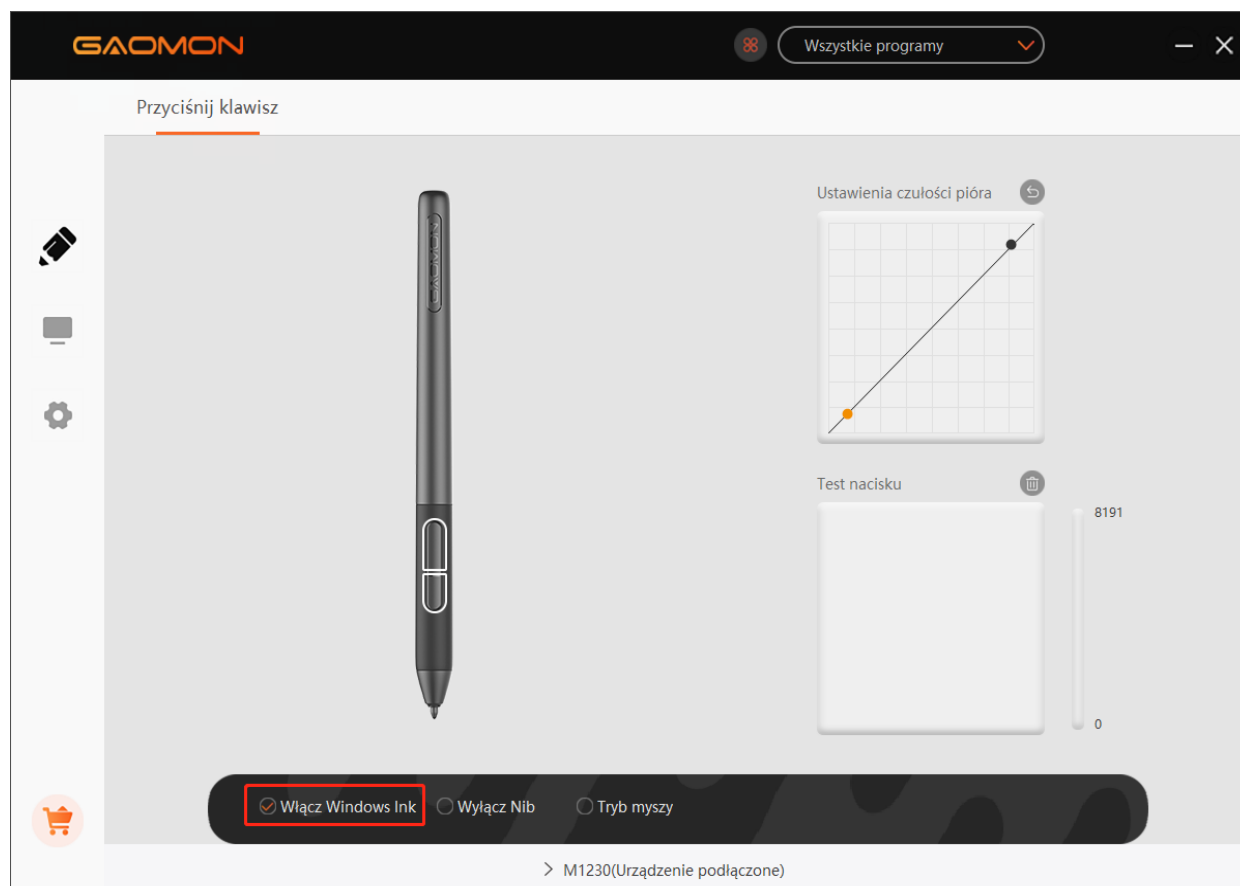 GAOMON
Wszystkie programy
Przyciśnij klawisz
Ustawienia czułości pióra
GAOMON
Test nacisku
8191
0
Włącz Windows Ink
Wyłącz Nib
Tryb myszy
M1230(Urządzenie podłączone)